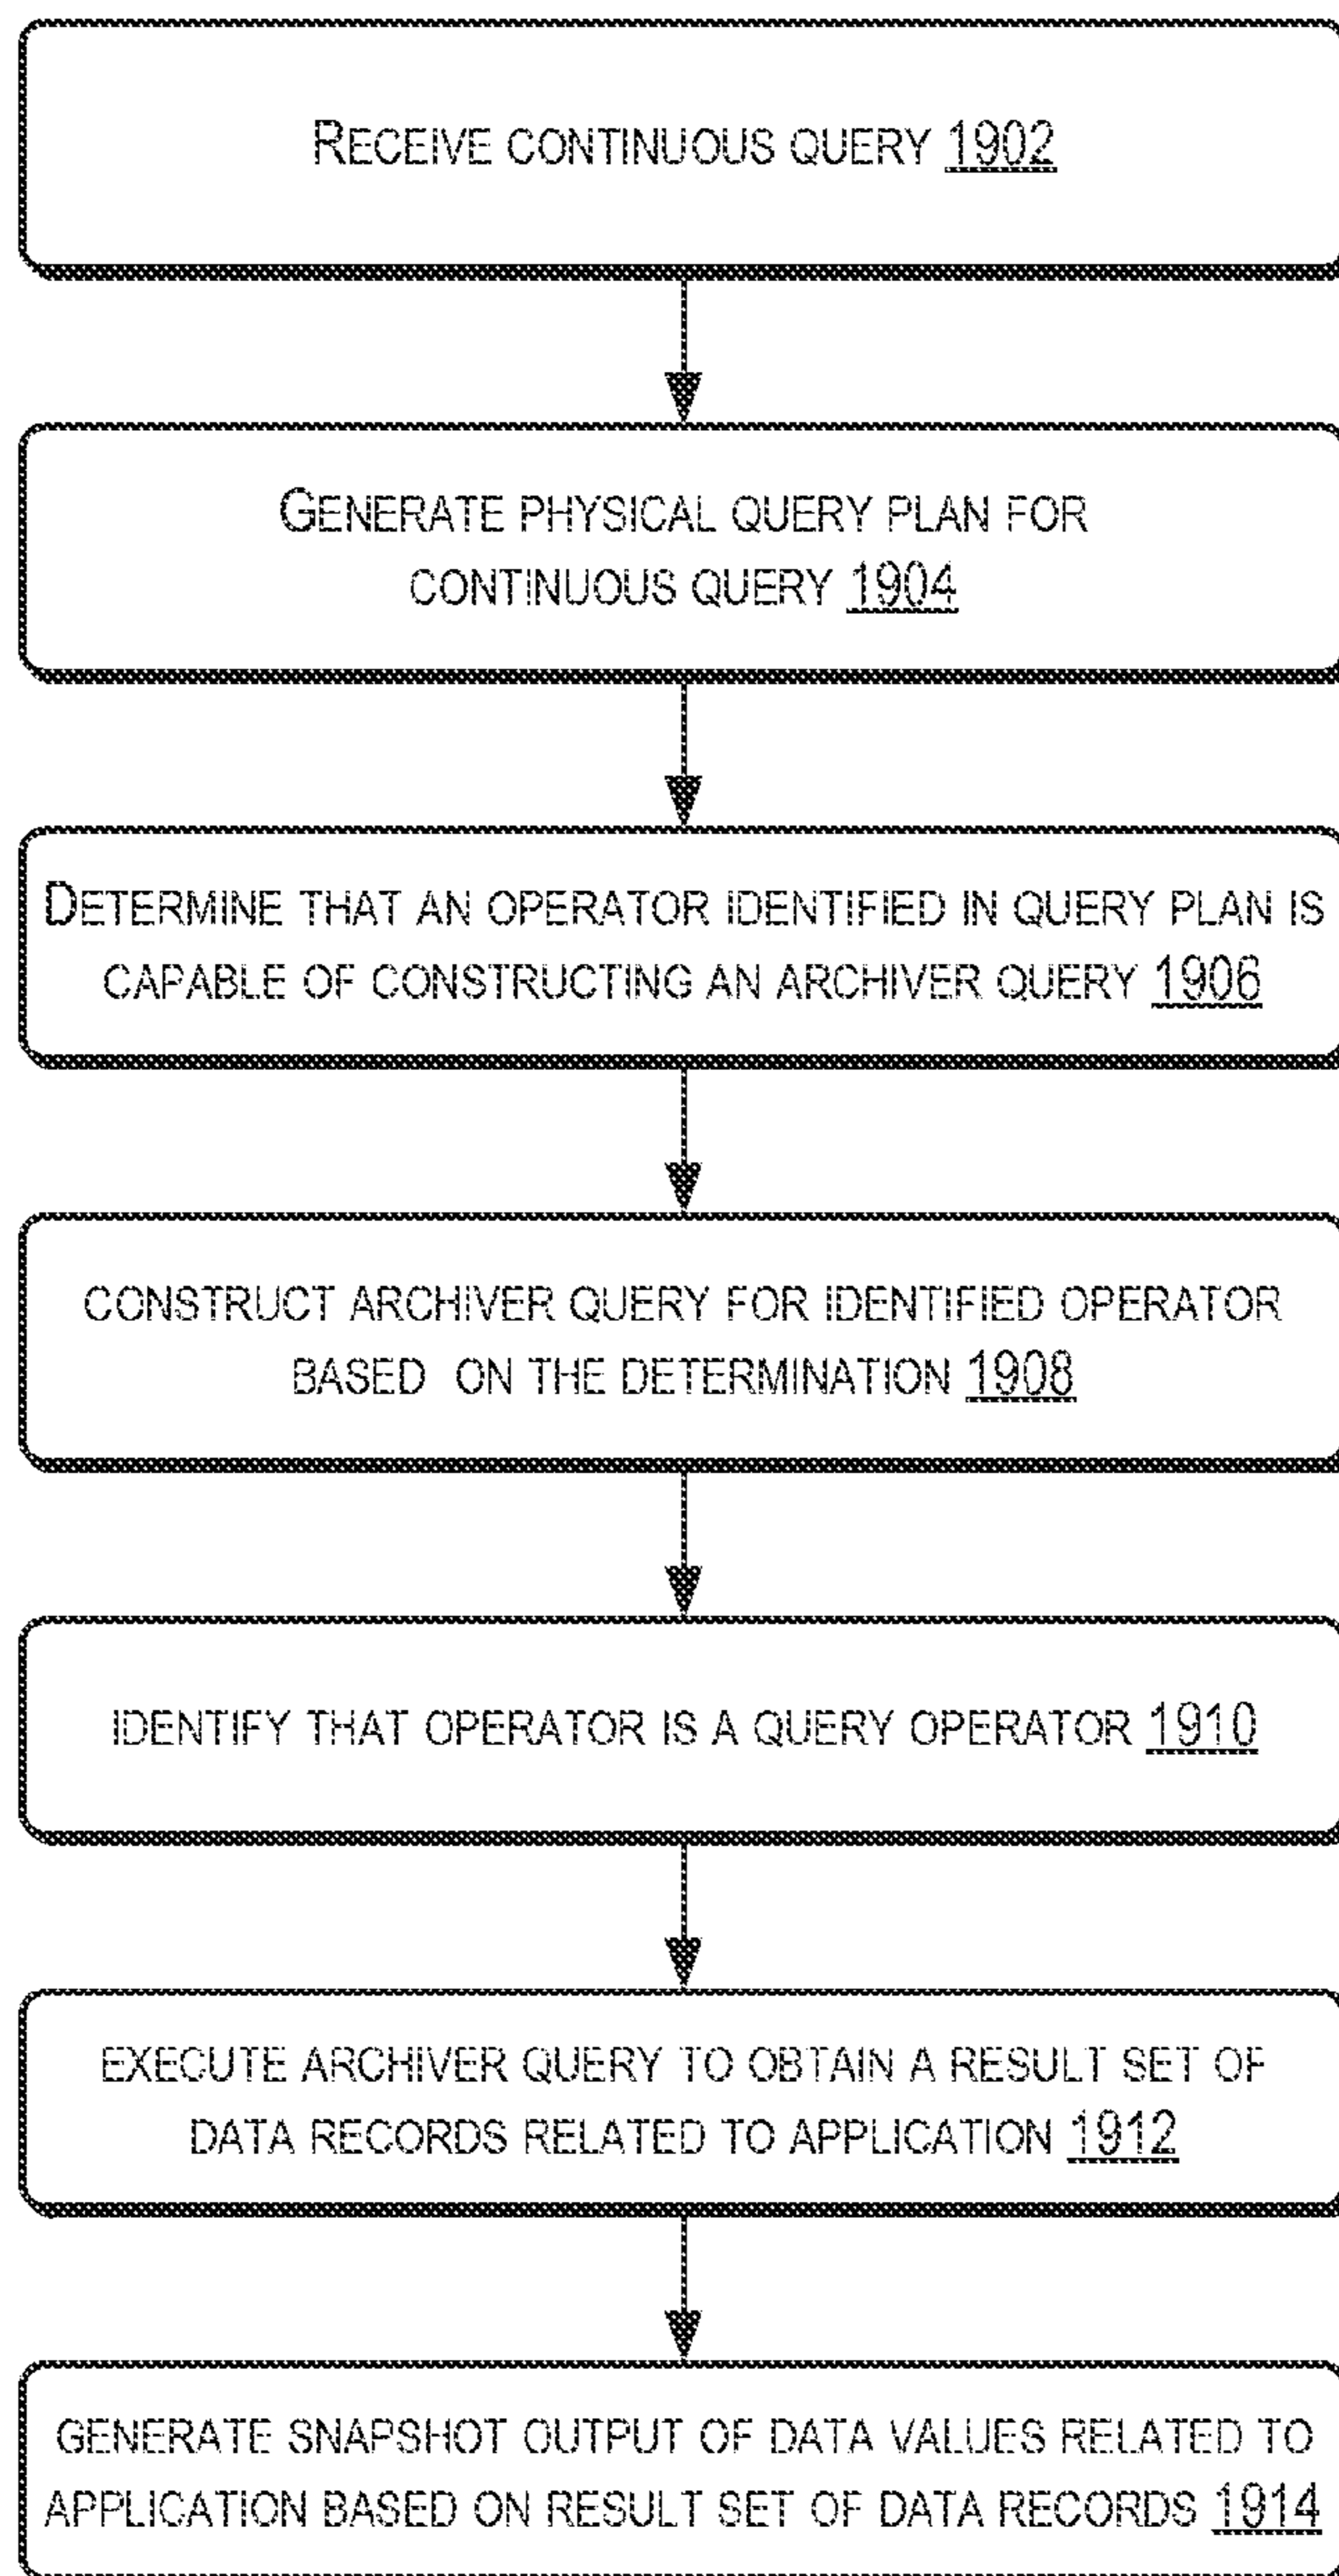 RECEIVE CONTINUOUS QUERY 1902
GENERATE PHYSICAL QUERY PLAN FOR
CONTINUOUS QUERY 1904
DETERMINE THAT AN OPERATOR IDENTIFIED IN QUERY PLAN IS
CAPABLE OF CONSTRUCTING AN ARCHIVER QUERY 1906
CONSTRUCT ARCHIVER QUERY FOR IDENTIFIED OPERATOR
BASED ON THE DETERMINATION 1908
IDENTIFY THAT OPERATOR IS A QUERY OPERATOR 1910
EXECUTE ARCHIVER QUERY TO OBTAIN A RESULT SET OF
DATA RECORDS RELATED TO APPLICATION 1912
GENERATE SNAPSHOT OUTPUT OF DATA VALUES RELATED TO
APPLICATION BASED ON RESULT SET OF DATA RECORDS 1914